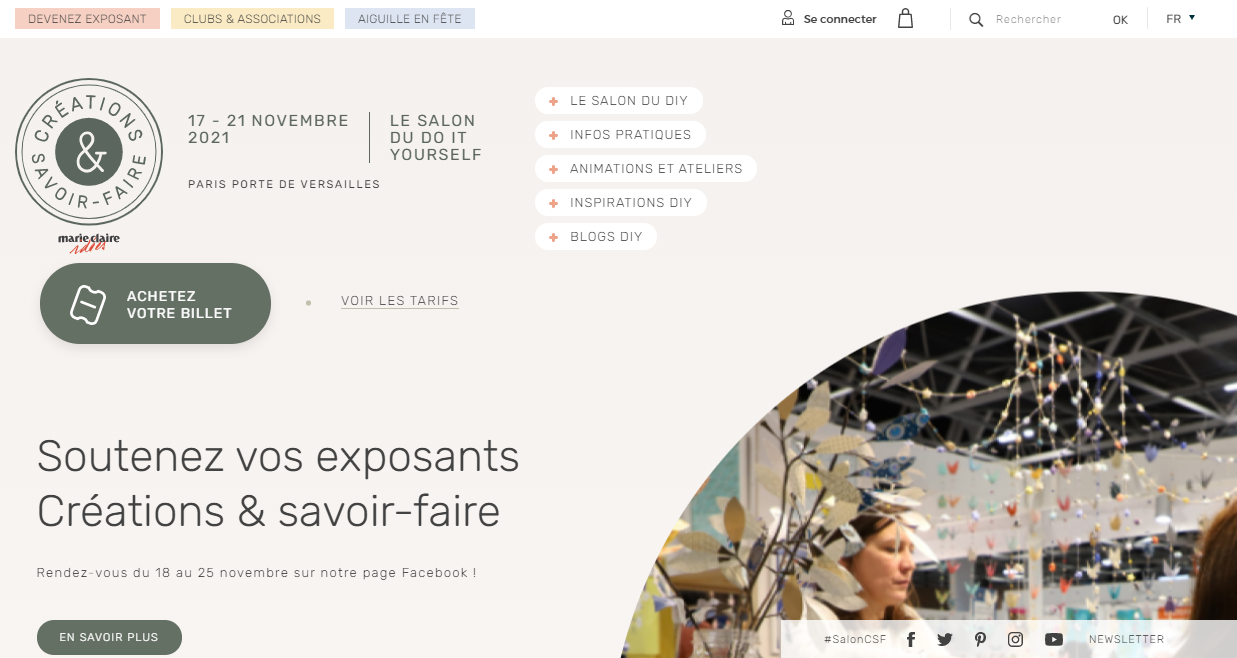 DEVENEZ EXPOSANT
CLUBS & ASSOCIATIONS
AIGUILLE EN FÊTE
Se connecter
Rechercher
OK
FR
CRÉATIONS
&
SAVOIR-FAIRE
marie claire
idées
17 - 21 NOVEMBRE
2021
LE SALON
DU DO IT
YOURSELF
PARIS PORTE DE VERSAILLES
LE SALON DU DIY
INFOS PRATIQUES
ANIMATIONS ET ATELIERS
INSPIRATIONS DIY
BLOGS DIY
ACHETEZ
VOTRE BILLET
VOIR LES TARIFS
Soutenez vos exposants
Créations & savoir-faire
Rendez-vous du 18 au 25 novembre sur notre page Facebook !
EN SAVOIR PLUS
#SalonCSF
NEWSLETTER